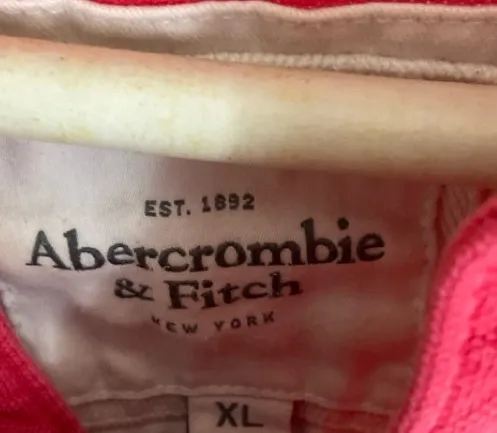 EST. 1892
Abercrombie
& Fitch
NEW YORK
XL